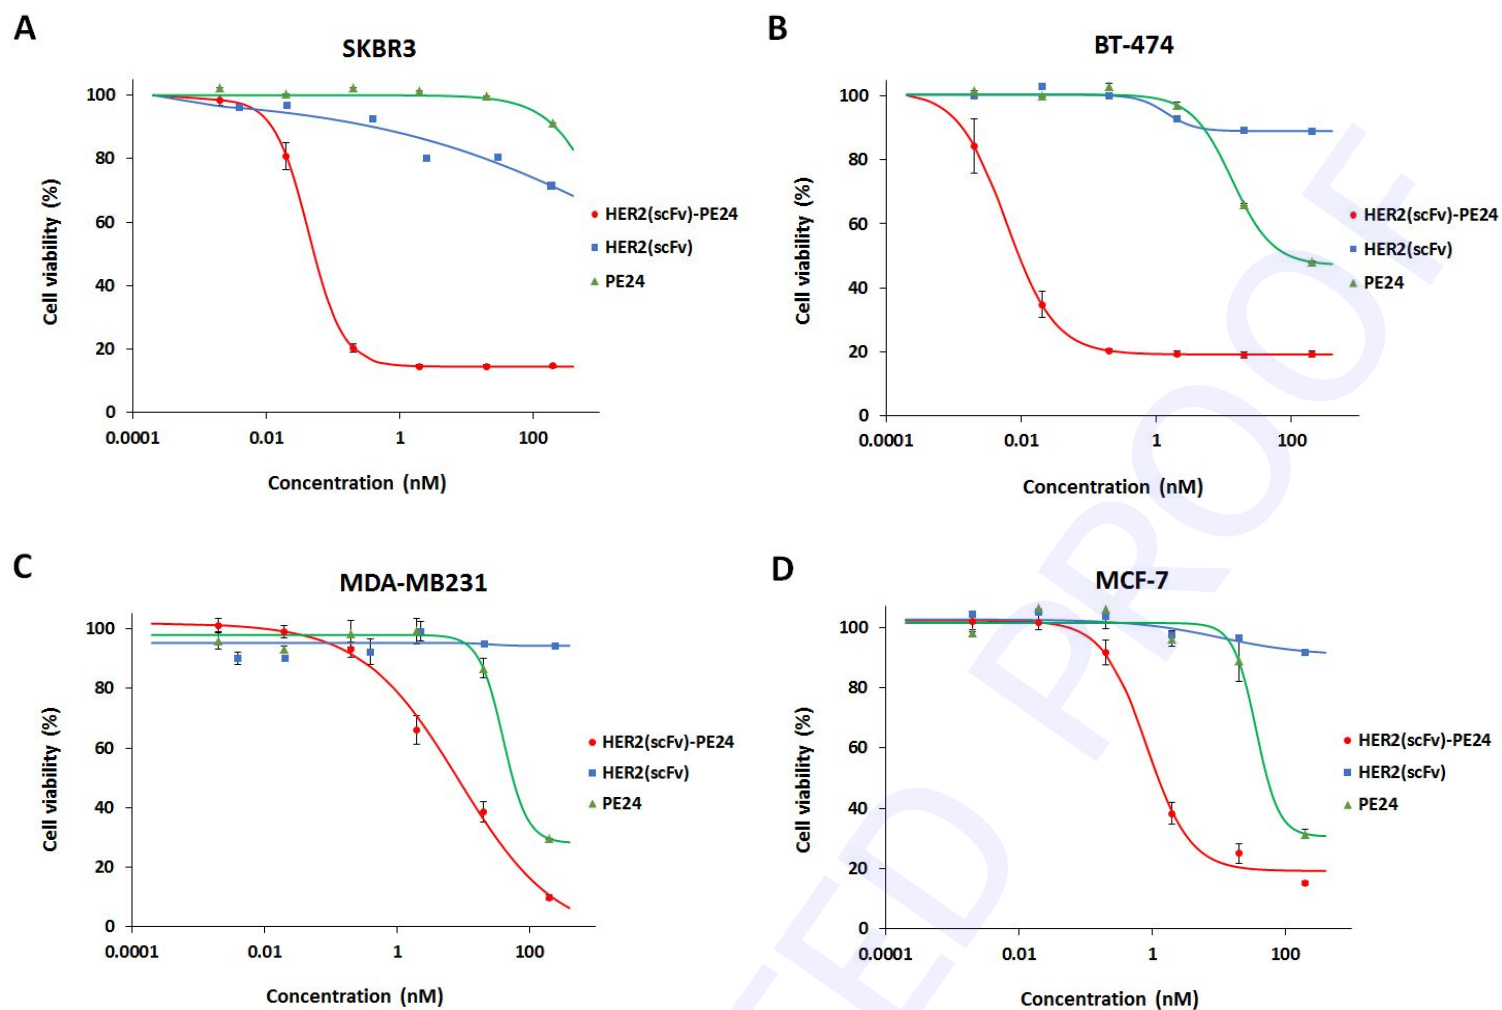 A
SKBR3
Cell viability (%)
100
80
60
40
20
0
0.0001
0.01
1
100
Concentration (nM)
HER2(scFv)-PE24
HER2(scFv)
PE24
B
BT-474
Cell viability (%)
100
80
60
40
20
0
0.0001
0.01
1
100
Concentration (nM)
HER2(scFv)-PE24
HER2(scFv)
PE24
C
MDA-MB231
Cell viability (%)
100
80
60
40
20
0
0.0001
0.01
1
100
Concentration (nM)
HER2(scFv)-PE24
HER2(scFv)
PE24
D
MCF-7
Cell viability (%)
100
80
60
40
20
0
0.0001
0.01
1
100
Concentration (nM)
HER2(scFv)-PE24
HER2(scFv)
PE24
TED PROOF